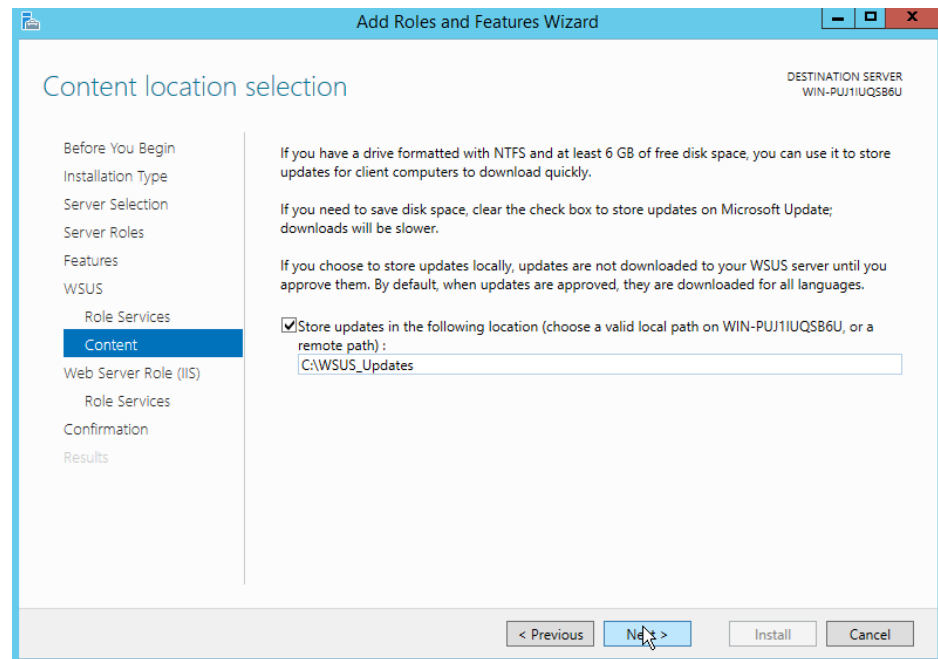 Add Roles and Features Wizard
Content location selection
DESTINATION SERVER
WIN-PUJ1IUQSB6U
Before You Begin
Installation Type
Server Selection
Server Roles
Features
WSUS
Role Services
Content
Web Server Role (IIS)
Role Services
Confirmation
Results
If you have a drive formatted with NTFS and at least 6 GB of free disk space, you can use it to store
updates for client computers to download quickly.
If you need to save disk space, clear the check box to store updates on Microsoft Update;
downloads will be slower.
If you choose to store updates locally, updates are not downloaded to your WSUS server until you
approve them. By default, when updates are approved, they are downloaded for all languages.
Store updates in the following location (choose a valid local path on WIN-PUJ1IUQSB6U, or a
remote path) :
C:\WSUS_Updates
< Previous
Next >
Install
Cancel